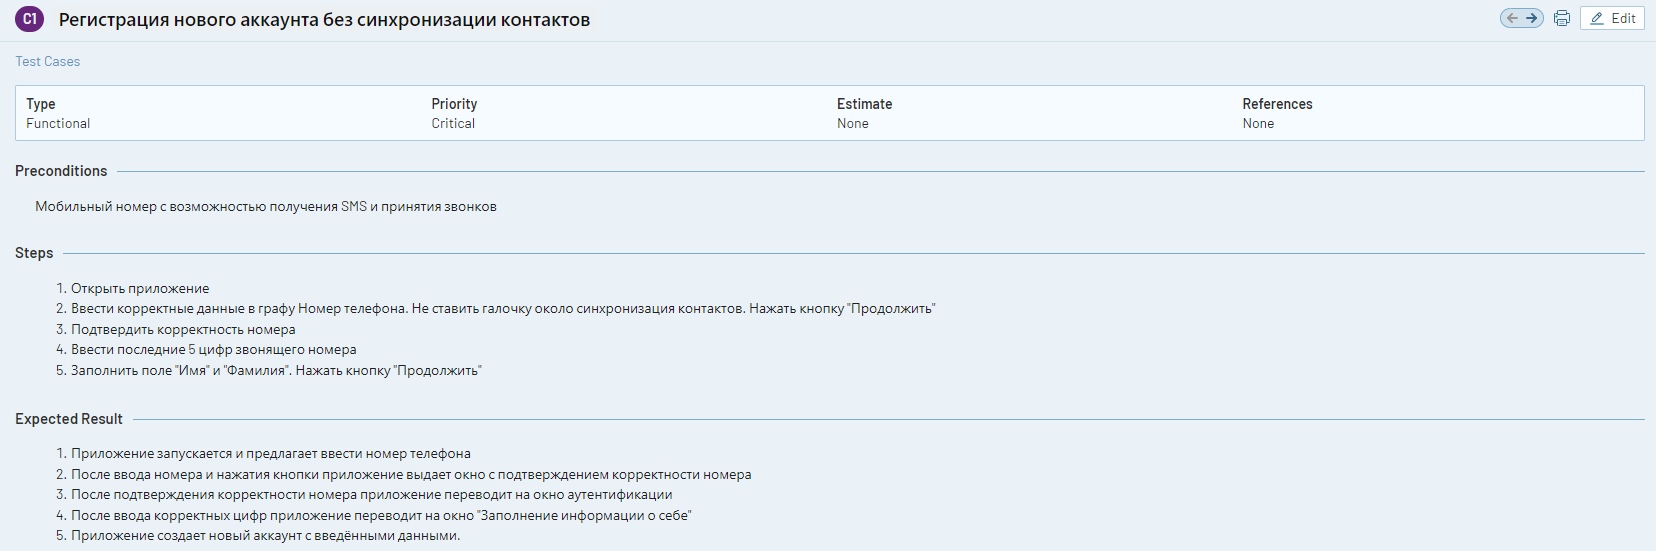 C1 Регистрация нового аккаунта без синхронизации контактов
Edit
Test Cases
Type Priority Estimate References
Functional Critical None None
Preconditions
Мобильный номер с возможностью получения SMS и принятия звонков
Steps
1. Открыть приложение
2. Ввести корректные данные в графу Номер телефона. Не ставить галочку около синхронизация контактов. Нажать кнопку "Продолжить"
3. Подтвердить корректность номера
4. Ввести последние 5 цифр звонящего номера
5. Заполнить поле "Имя" и "Фамилия". Нажать кнопку "Продолжить"
Expected Result
1. Приложение запускается и предлагает ввести номер телефона
2. После ввода номера и нажатия кнопки приложение выдает окно с подтверждением корректности номера
3. После подтверждения корректности номера приложение переводит на окно аутентификации
4. После ввода корректных цифр приложение переводит на окно "Заполнение информации о себе"
5. Приложение создает новый аккаунт с введёнными данными.